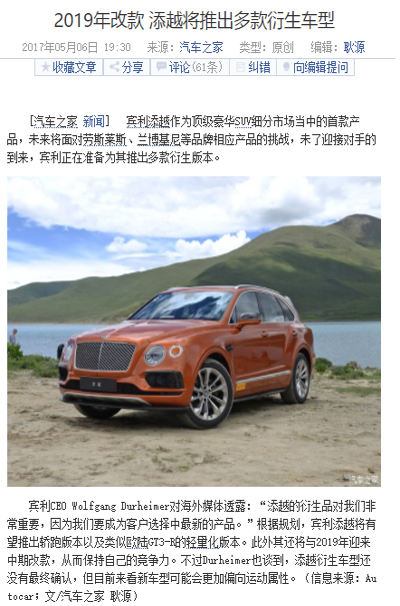 2019年改款 添越将推出多款衍生车型
2017年05月06日 19:30 来源：汽车之家 类型：原创 编辑：耿源
★收藏文章 分享 评论(61条) 纠错 向编辑提问
[汽车之家 新闻] 宾利添越作为顶级豪华SUV细分市场当中的首款产
品，未来将面对劳斯莱斯、兰博基尼等品牌相应产品的挑战，未了迎接对手的
到来，宾利正在准备为其推出多款衍生版本。
汽车之家
宾利CEO Wolfgang Durheimer对海外媒体透露：“添越的衍生品对我们非
常重要，因为我们要成为客户选择中最新的产品。”根据规划，宾利添越将有
望推出轿跑版本以及类似欧陆GT3-R的轻量化版本。此外其还将与2019年迎来
中期改款，从而保持自己的竞争力。不过Durheimer也谈到，添越衍生车型还
没有最终确认，但目前来看新车型可能会更加偏向运动属性。（信息来源：Au
tocar；文/汽车之家 耿源）